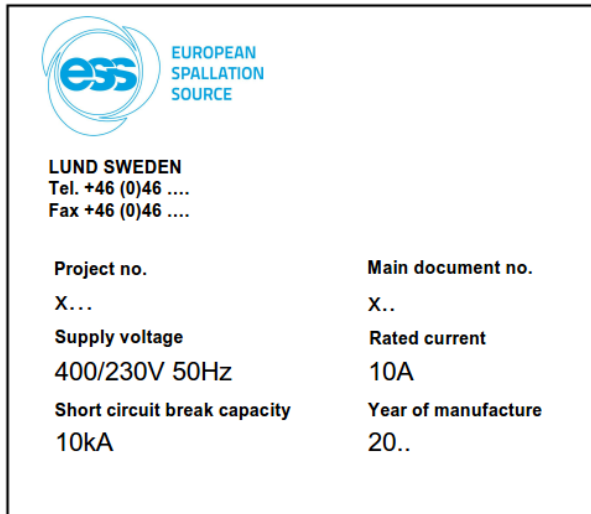 ess
EUROPEAN
SPALLATION
SOURCE
LUND SWEDEN
Tel. +46 (0)46 ....
Fax +46 (0)46 ....
Project no.
x...
Main document no.
x..
Supply voltage
400/230V 50Hz
Rated current
10A
Short circuit break capacity
10kA
Year of manufacture
20..